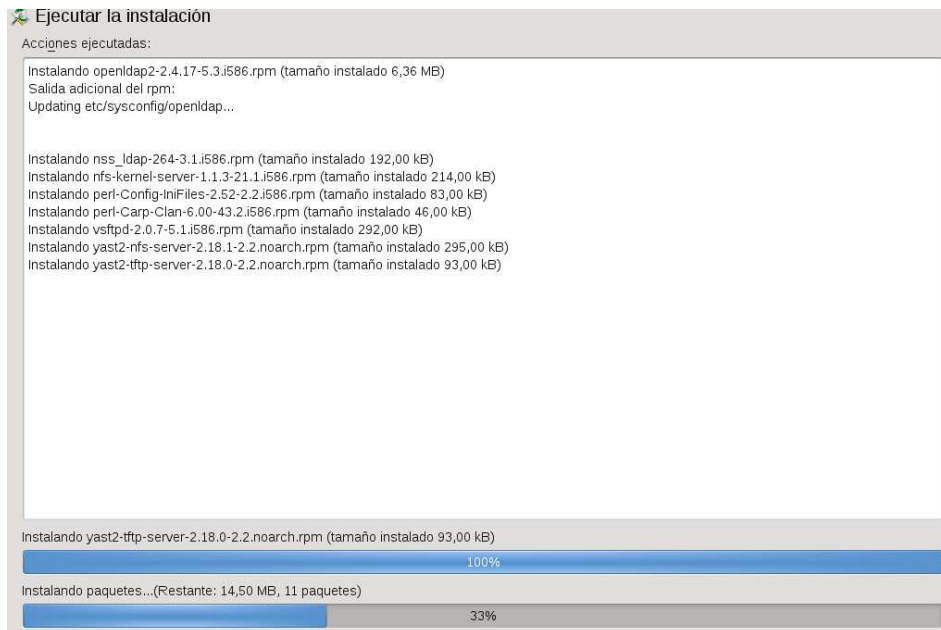 Ejecutar la instalación
Acciones ejecutadas:
Instalando openldap2-2.4.17-5.3.i586.rpm (tamaño instalado 6,36 MB)
Salida adicional del rpm:
Updating etc/sysconfig/openldap...
Instalando nss_ldap-264-3.1.i586.rpm (tamaño instalado 192,00 kB)
Instalando nfs-kernel-server-1.1.3-21.1.i586.rpm (tamaño instalado 214,00 kB)
Instalando perl-Config-IniFiles-2.52-2.2.i586.rpm (tamaño instalado 83,00 kB)
Instalando perl-Carp-Clan-6.00-43.2.i586.rpm (tamaño instalado 46,00 kB)
Instalando vsftpd-2.0.7-5.1.i586.rpm (tamaño instalado 292,00 kB)
Instalando yast2-nfs-server-2.18.1-2.2.noarch.rpm (tamaño instalado 295,00 kB)
Instalando yast2-tftp-server-2.18.0-2.2.noarch.rpm (tamaño instalado 93,00 kB)
Instalando yast2-tftp-server-2.18.0-2.2.noarch.rpm (tamaño instalado 93,00 kB)
100%
Instalando paquetes...(Restante: 14,50 MB, 11 paquetes)
33%